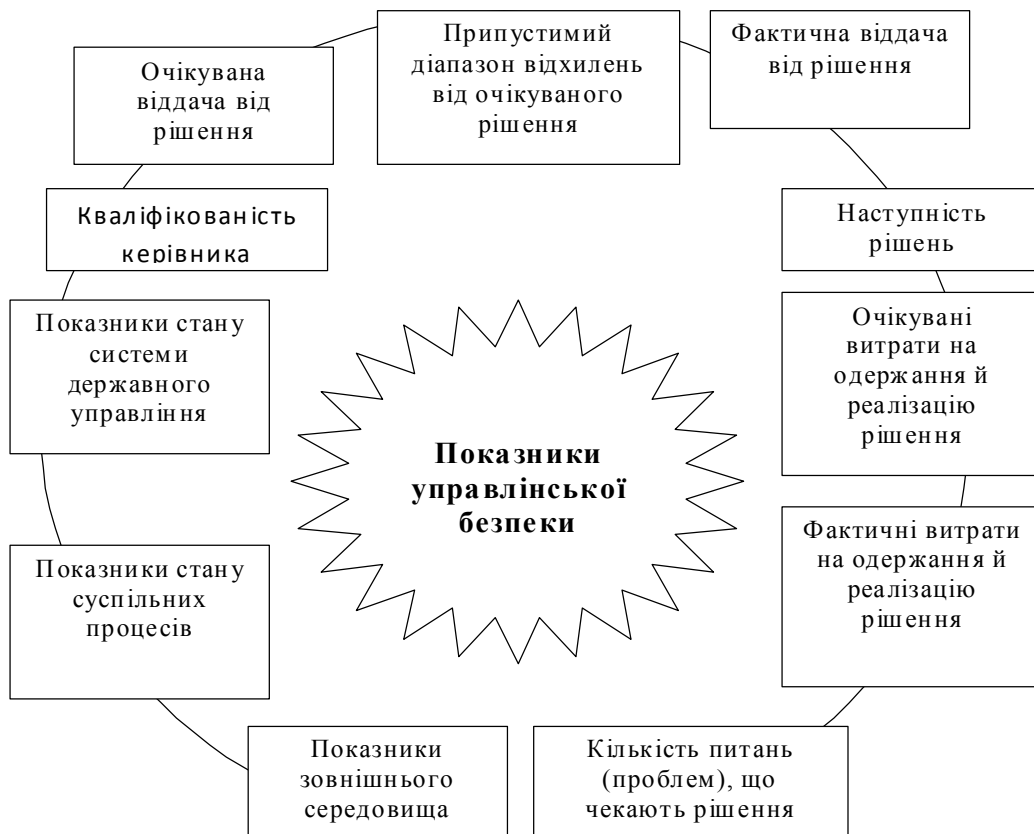 Припустимий
діапазон відхилень
від очікуваного
рішення
Фактична віддача
від рішення
Очікувана
віддача від
рішення
Кваліфікованість
керівника
Наступність
рішень
Показники стану
системи
державного
управління
Очікувані
витрати на
одержання й
реалізацію
рішення
Показники
управлінської
безпеки
Фактичні витрати
на одержання й
реалізацію
рішення
Показники стану
суспільних
процесів
Показники
зовнішнього
середовища
Кількість питань
(проблем), що
чекають рішення